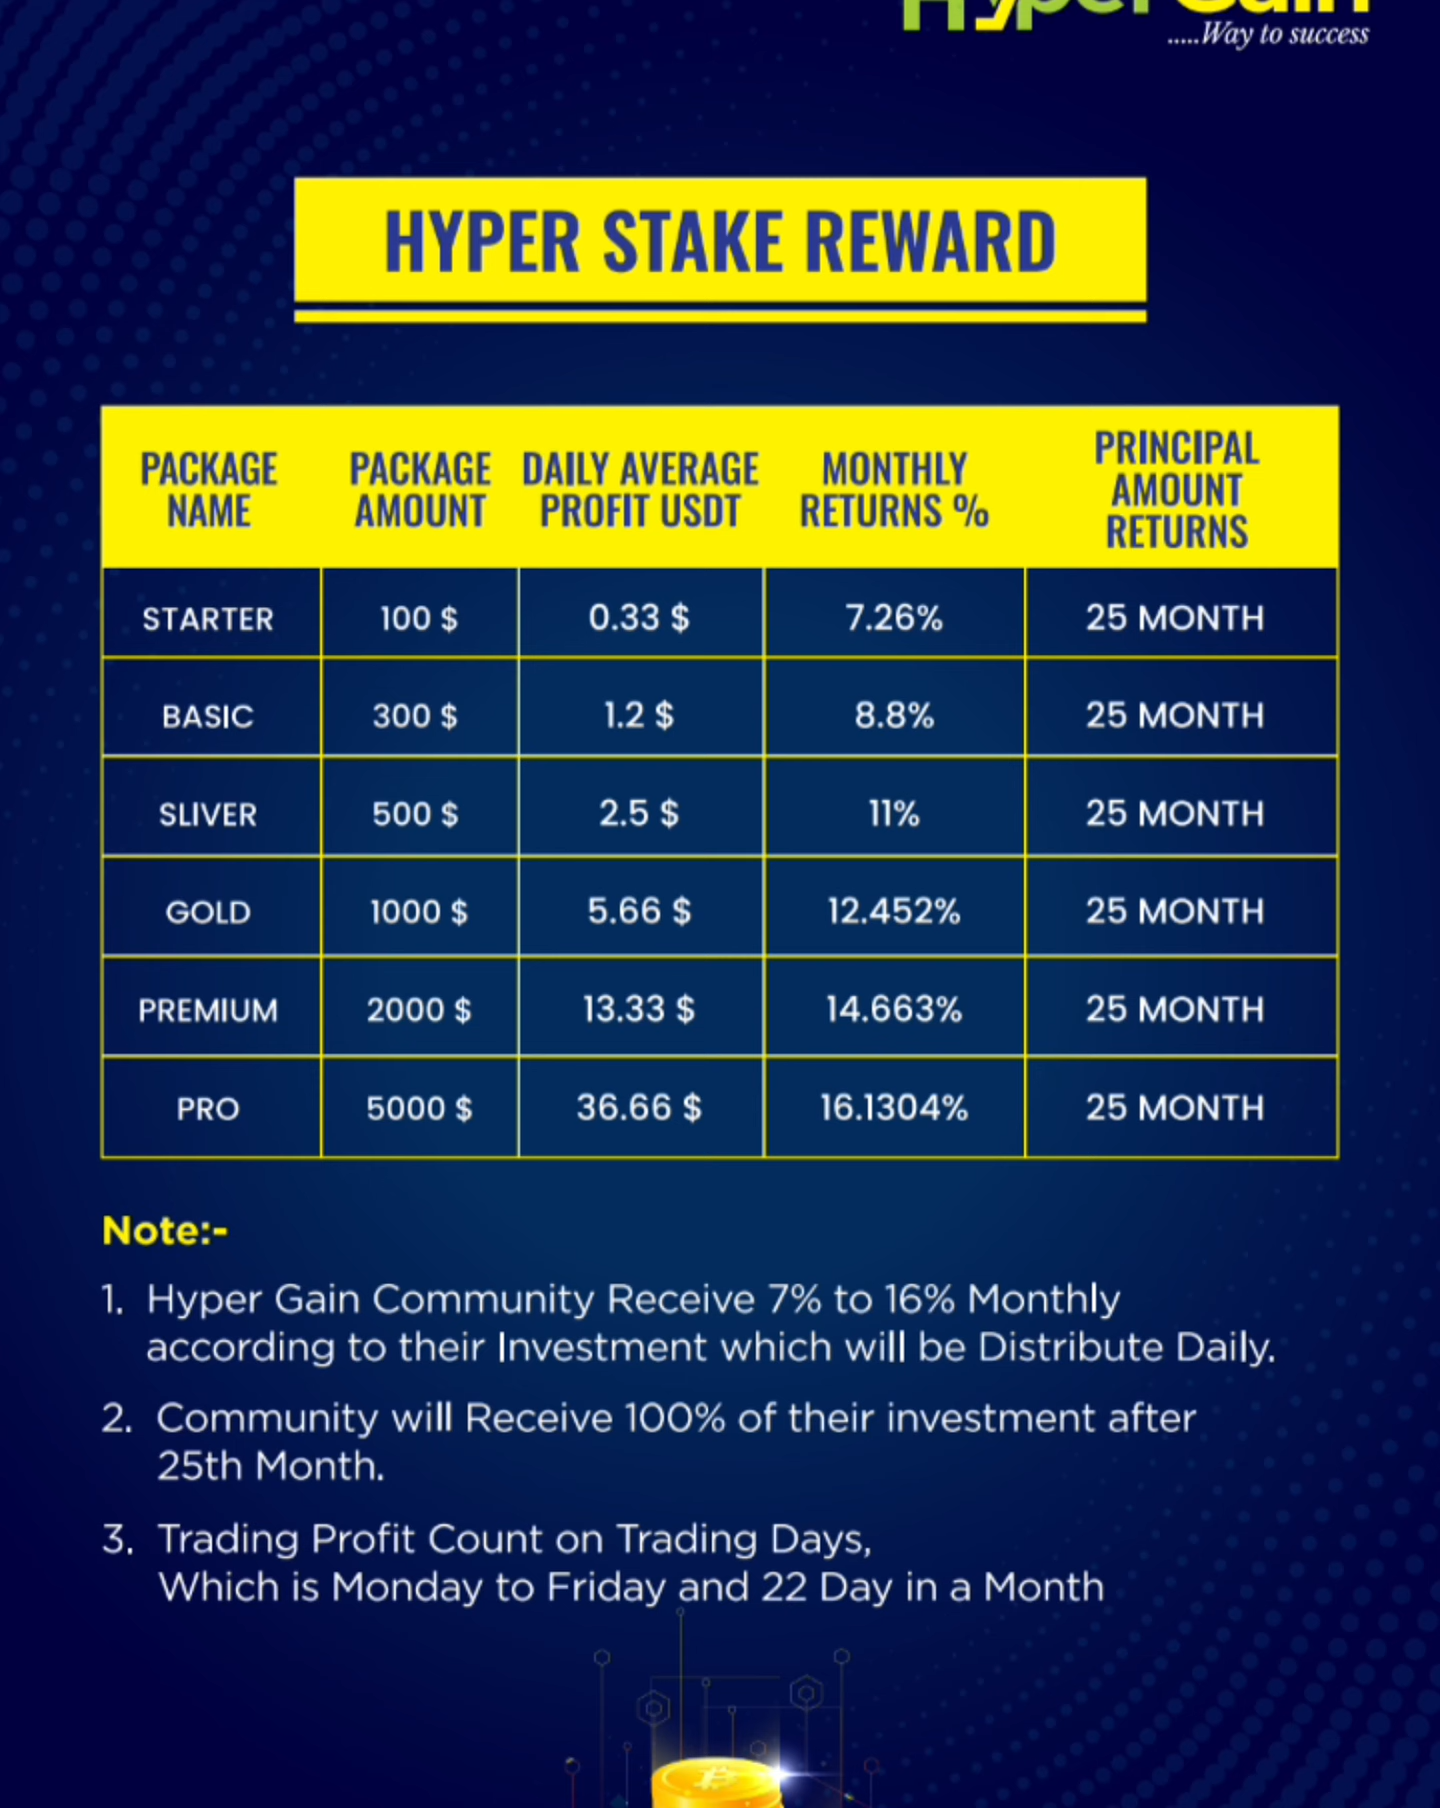 Hyper Gain
.....Way to success
HYPER STAKE REWARD
PACKAGE NAME PACKAGE AMOUNT DAILY AVERAGE PROFIT USDT MONTHLY RETURNS % PRINCIPAL AMOUNT RETURNS
STARTER 100 $ 0.33 $ 7.26% 25 MONTH
BASIC 300 $ 1.2 $ 8.8% 25 MONTH
SLIVER 500 $ 2.5 $ 11% 25 MONTH
GOLD 1000 $ 5.66 $ 12.452% 25 MONTH
PREMIUM 2000 $ 13.33 $ 14.663% 25 MONTH
PRO 5000 $ 36.66 $ 16.1304% 25 MONTH
Note:-
1. Hyper Gain Community Receive 7% to 16% Monthly
according to their Investment which will be Distribute Daily.
2. Community will Receive 100% of their investment after
25th Month.
3. Trading Profit Count on Trading Days,
Which is Monday to Friday and 22 Day in a Month